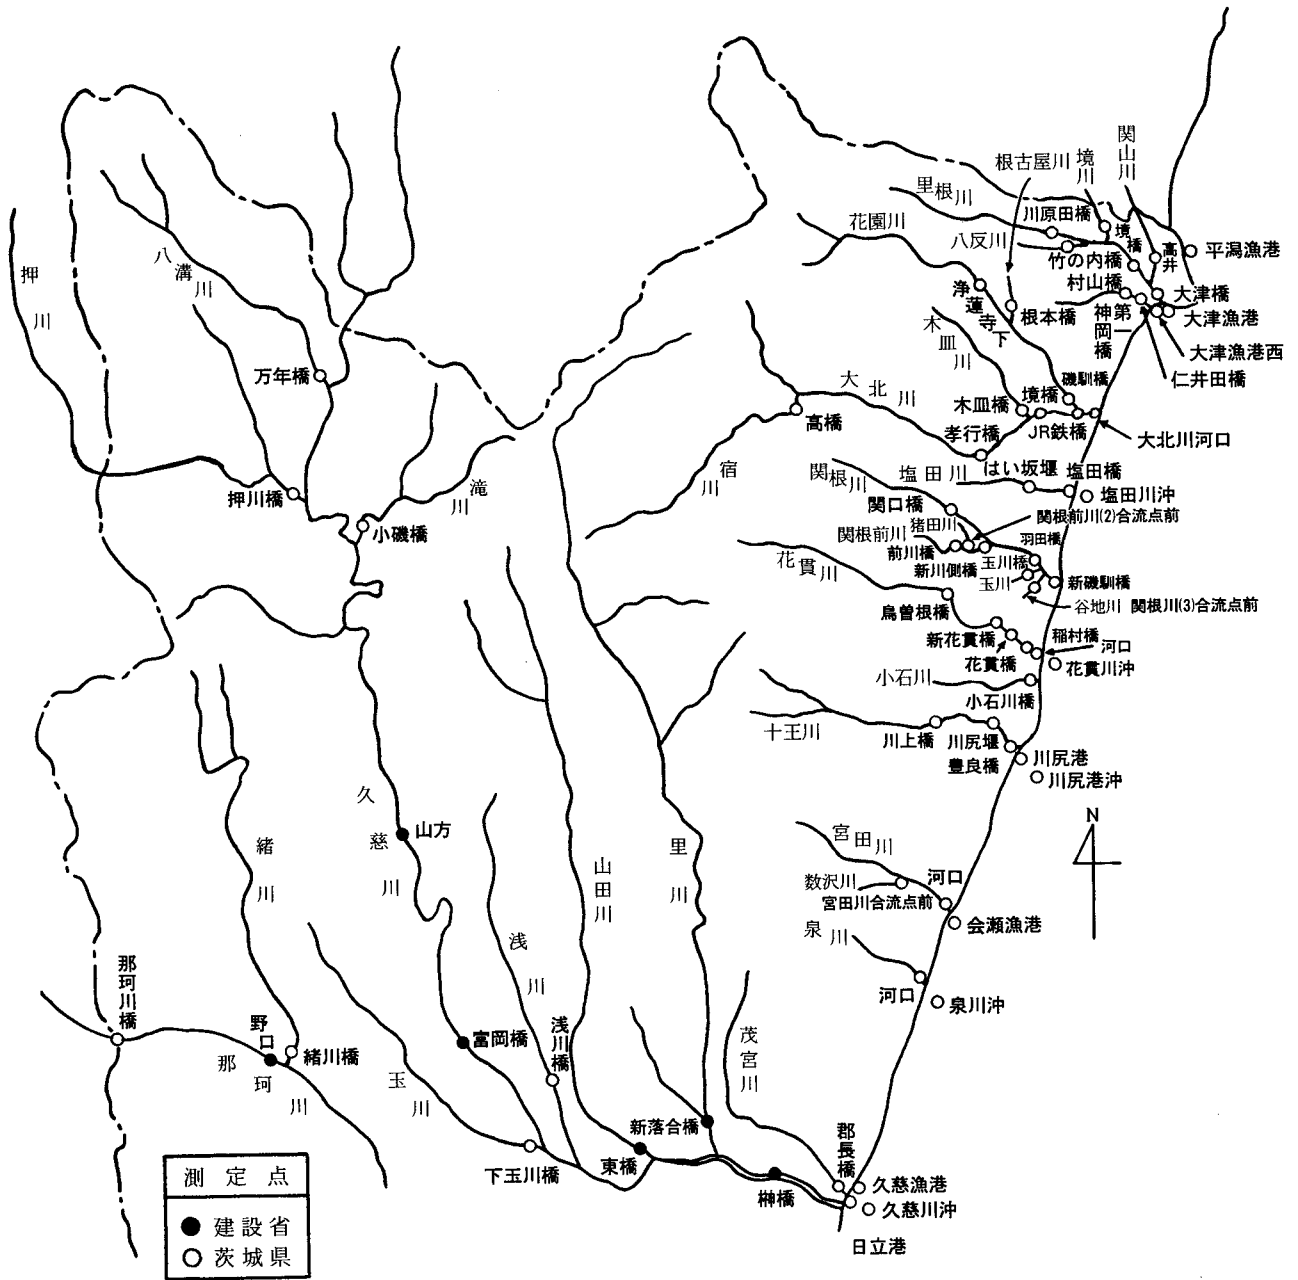 関山川
境川
根古屋川
里根川
川原田橋
境橋
高井
平潟漁港
花園川
八反川
竹の内橋
村山橋
大津橋
神岡第一橋
大津漁港
大津漁港西
仁井田橋
浄蓮寺下
根本橋
木皿川
磯馴橋
境橋
木皿橋
JR鉄橋
大北川河口
大北川
孝行橋
高橋
宿川
押川
八溝川
万年橋
押川橋
小磯橋
滝川
関根川
塩田川
はい坂堰
塩田橋
塩田川沖
関口橋
猪田川
関根前川(2)合流点前
関根前川
前川橋
新川側橋
羽田橋
玉川橋
玉川
新磯馴橋
谷地川
関根川(3)合流点前
花貫川
鳥曽根橋
新花貫橋
花貫橋
稲村橋
河口
花貫川沖
小石川
小石川橋
十王川
川上橋
川尻堰
豊良橋
川尻港
川尻港沖
N
久慈川
山方
緒川
山田川
里川
宮田川
数沢川
河口
宮田川合流点前
会瀬漁港
泉川
河口
泉川沖
那珂川橋
野口
緒川橋
那珂川
玉川
富岡橋
浅川
浅川橋
茂宮川
新落合橋
東橋
下玉川橋
榊橋
郡長橋
久慈漁港
久慈川沖
日立港
測定点
● 建設省
○ 茨城県